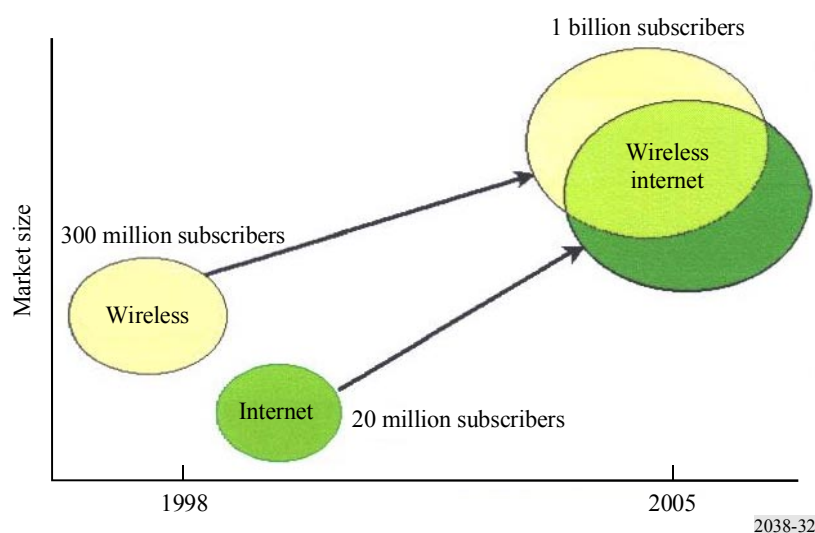 1 billion subscribers
Wireless
internet
300 million subscribers
Market size
Wireless
Internet
20 million subscribers
1998
2005
2038-32